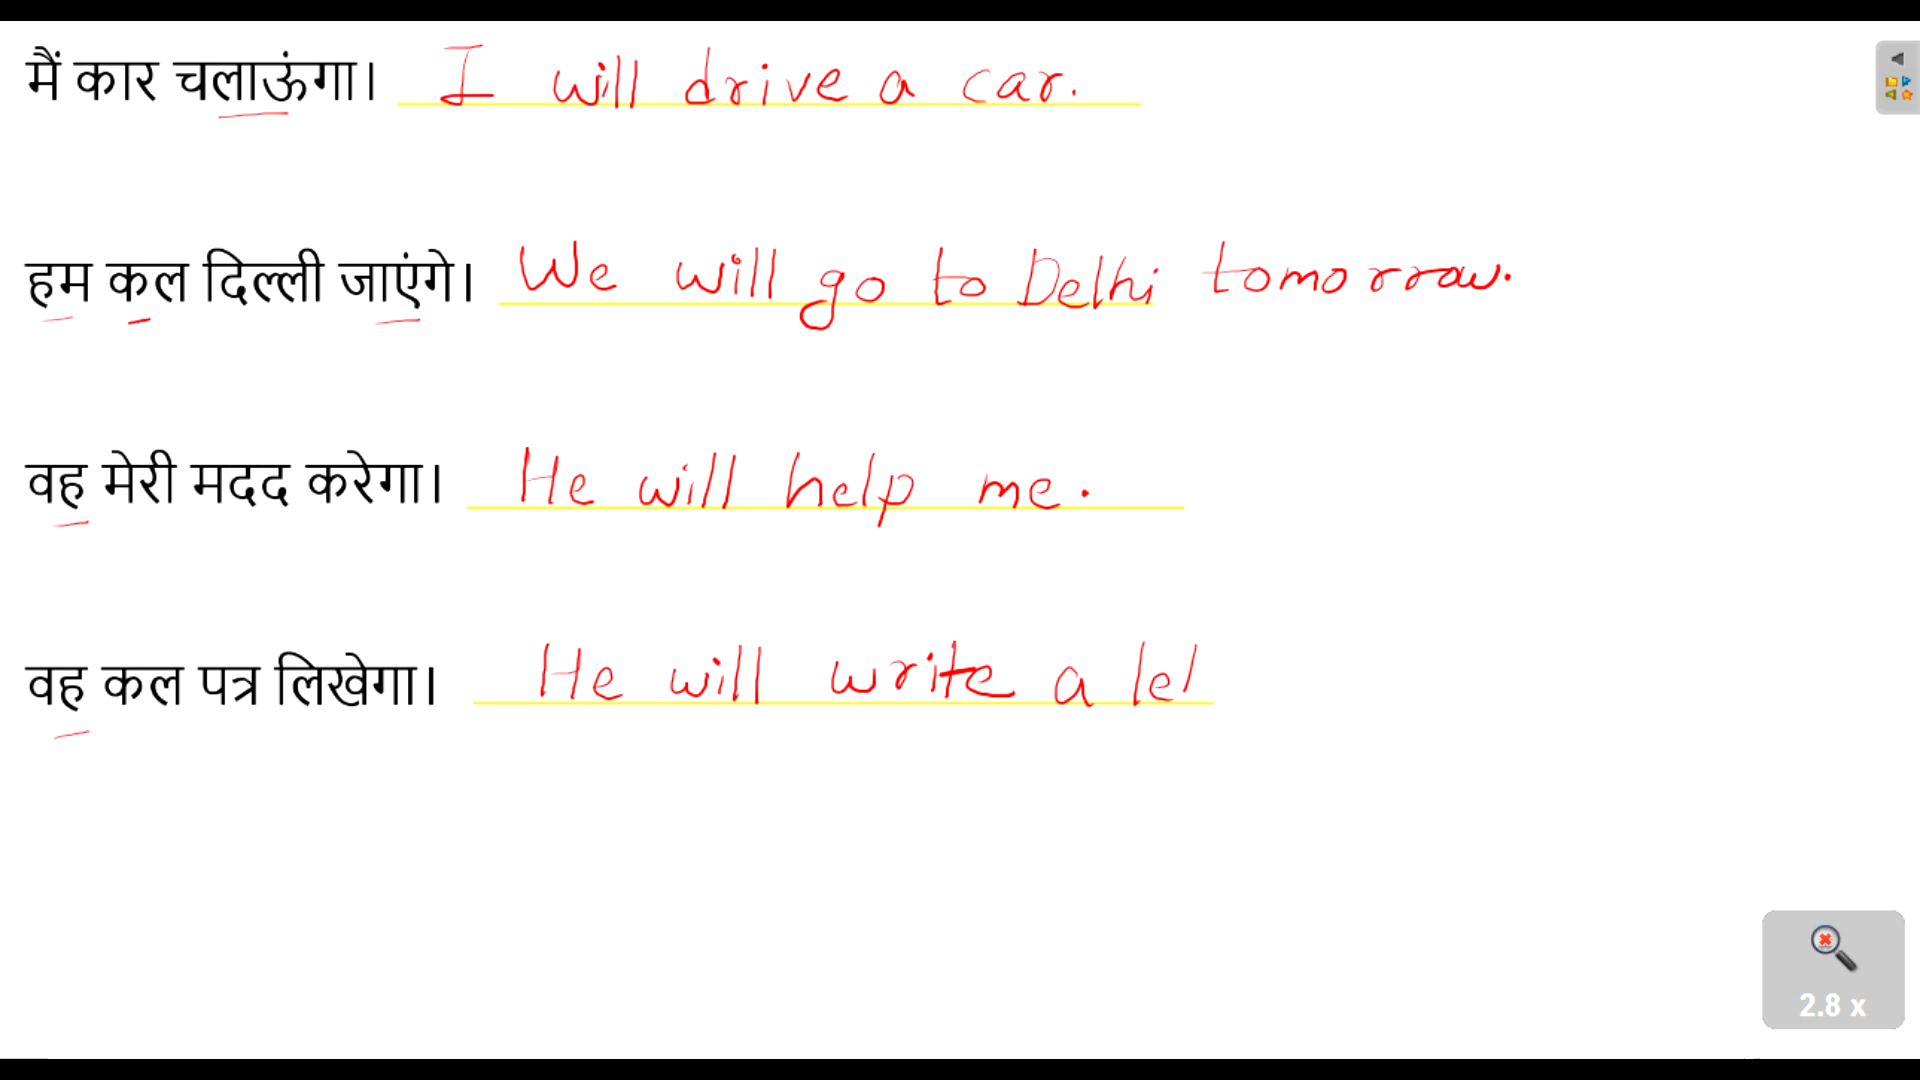 मैं कार चलाऊंगा। I will drive a car.
हम कल दिल्ली जाएंगे। We will go to Delhi tomorrow.
वह मेरी मदद करेगा। He will help me.
वह कल पत्र लिखेगा। He will write a lel
2.8 x